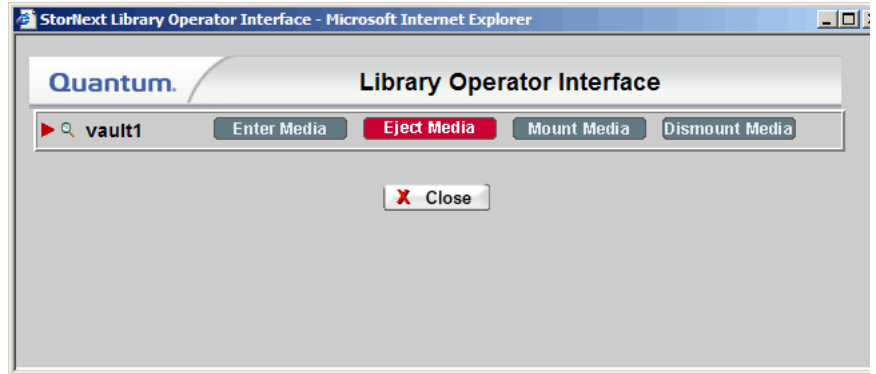 StorNext Library Operator Interface - Microsoft Internet Explorer
Quantum. Library Operator Interface
vault1 Enter Media Eject Media Mount Media Dismount Media
X Close